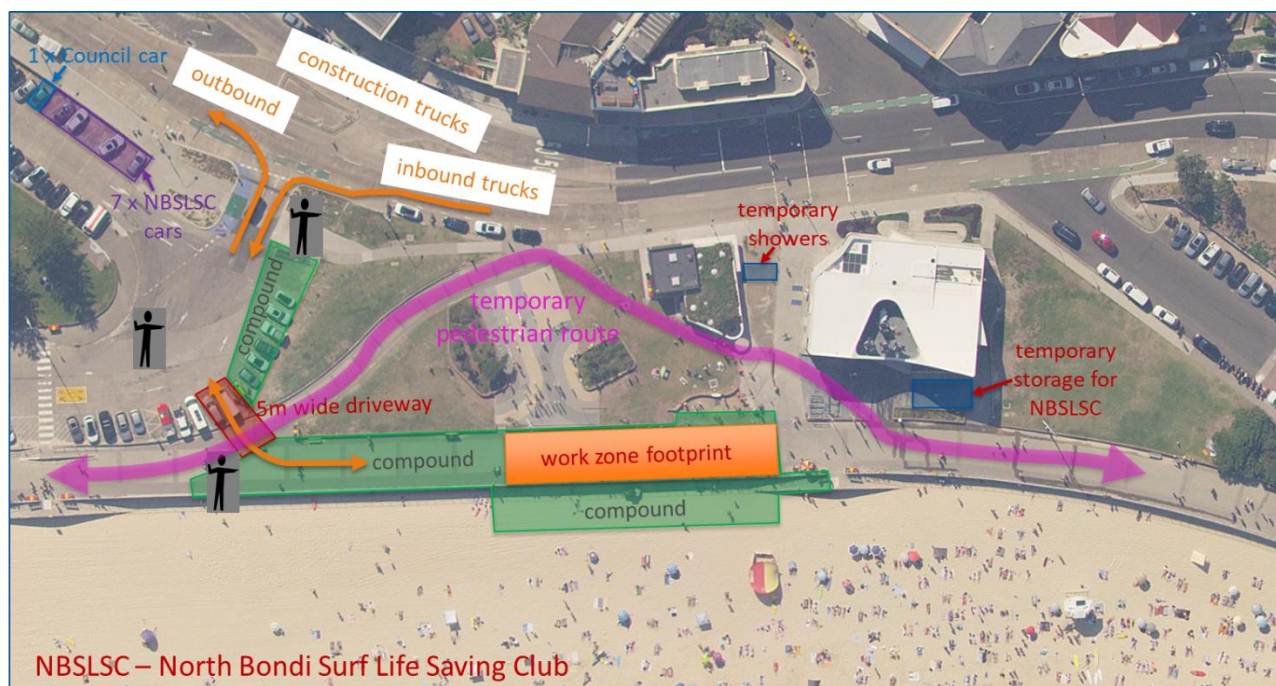 1 x Council car
outbound
construction trucks
inbound trucks
7 x NBSLSC
cars
compound
temporary
showers
temporary
pedestrian route
temporary
storage for
NBSLSC
5m wide driveway
compound
work zone footprint
compound
NBSLSC – North Bondi Surf Life Saving Club